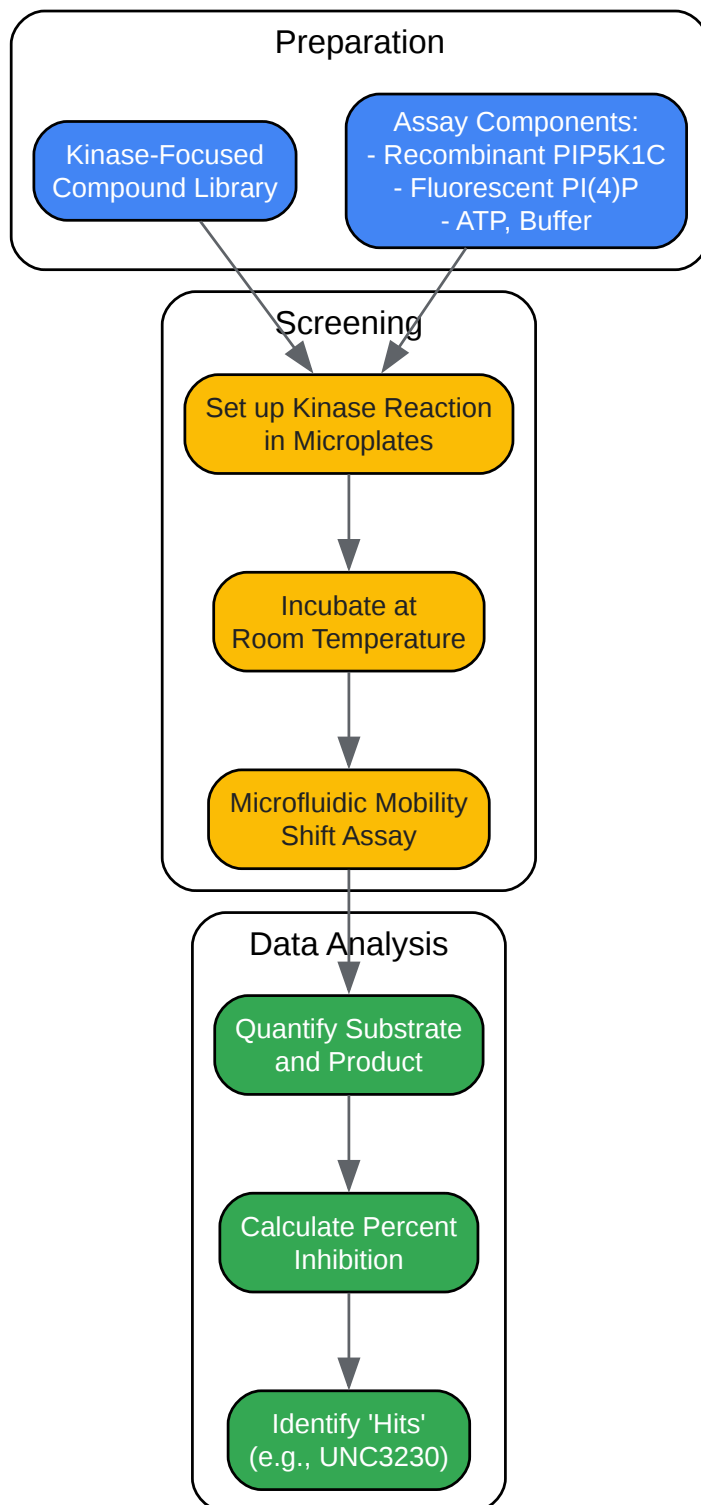 Preparation
Kinase-Focused
Compound Library
Assay Components:
- Recombinant PIP5K1C
- Fluorescent PI(4)P
- ATP, Buffer
Screening
Set up Kinase Reaction
in Microplates
Incubate at
Room Temperature
Microfluidic Mobility
Shift Assay
Data Analysis
Quantify Substrate
and Product
Calculate Percent
Inhibition
Identify 'Hits'
(e.g., UNC3230)